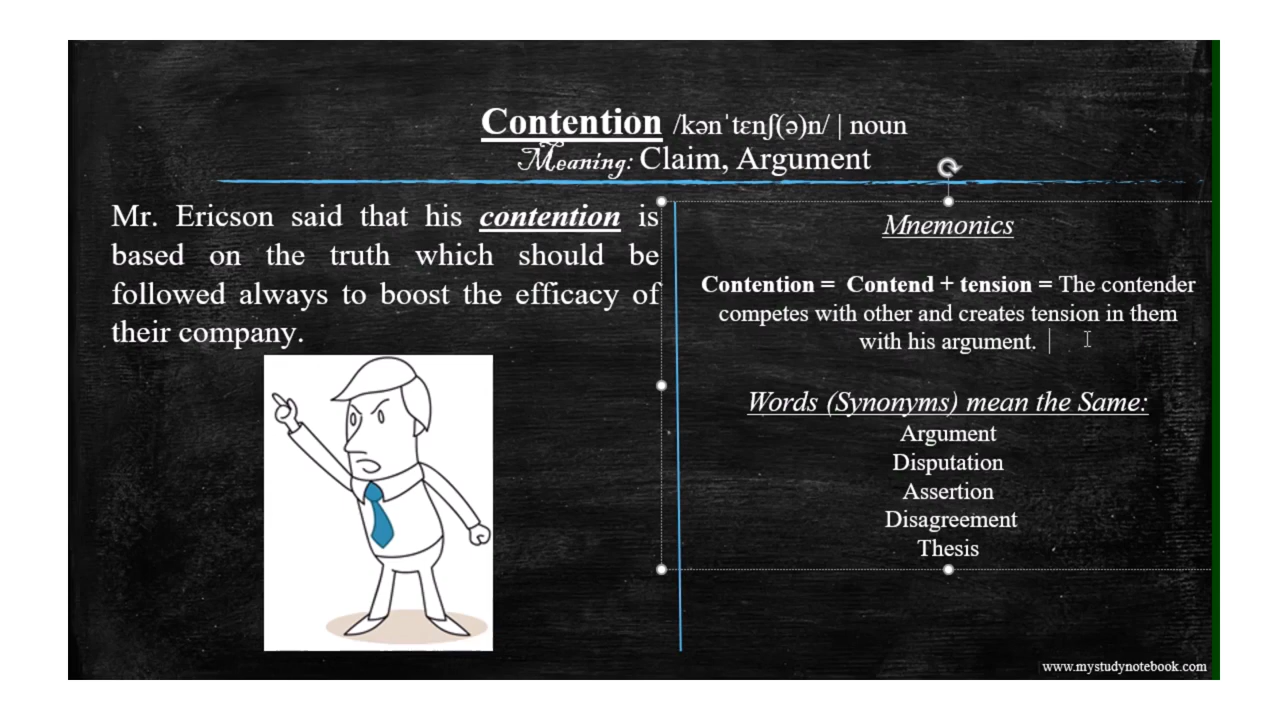 Contention /kənˈtɛnʃ(ə)n/ | noun
Meaning: Claim, Argument
Mr. Ericson said that his contention is
based on the truth which should be
followed always to boost the efficacy of
their company.
Mnemonics
Contention = Contend + tension = The contender
competes with other and creates tension in them
with his argument.
Words (Synonyms) mean the Same:
Argument
Disputation
Assertion
Disagreement
Thesis
www.mystudynotebook.com